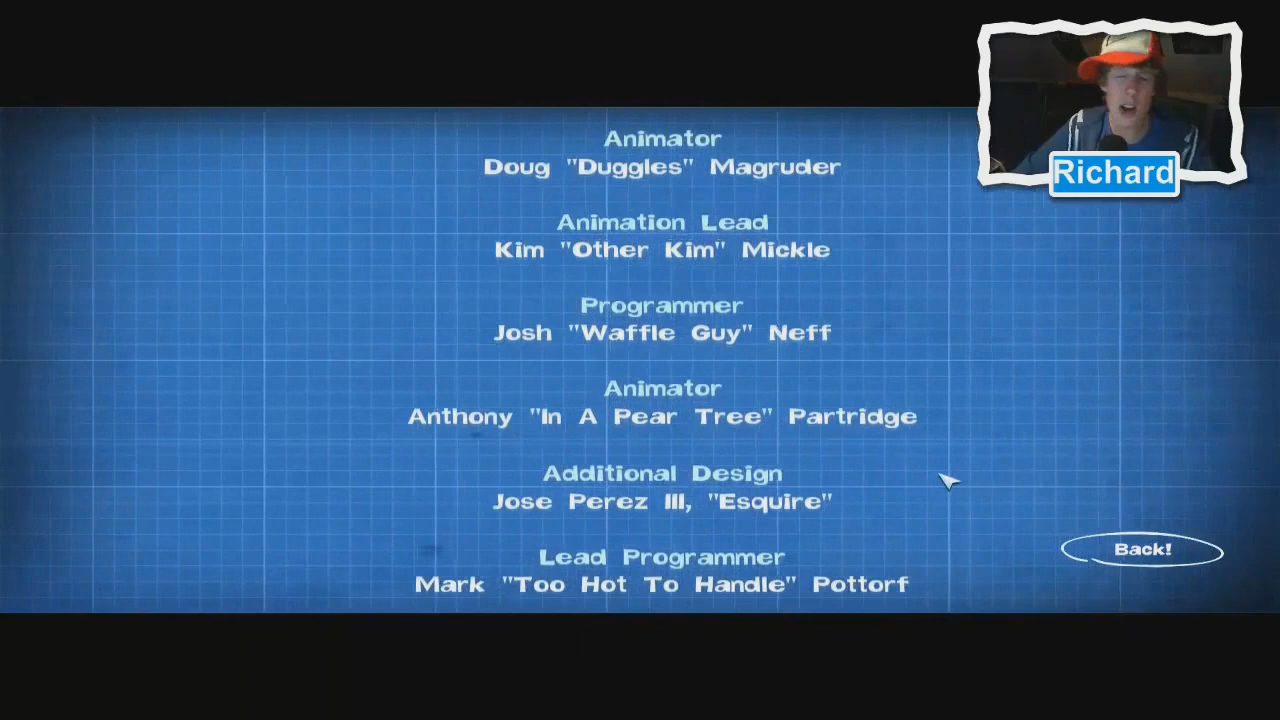 Richard
Animator
Doug "Duggles" Magruder
Animation Lead
Kim "Other Kim" Mickle
Programmer
Josh "Waffle Guy" Neff
Animator
Anthony "In A Pear Tree" Partridge
Additional Design
Jose Perez III, "Esquire"
Lead Programmer
Mark "Too Hot To Handle" Pottorf
Back!